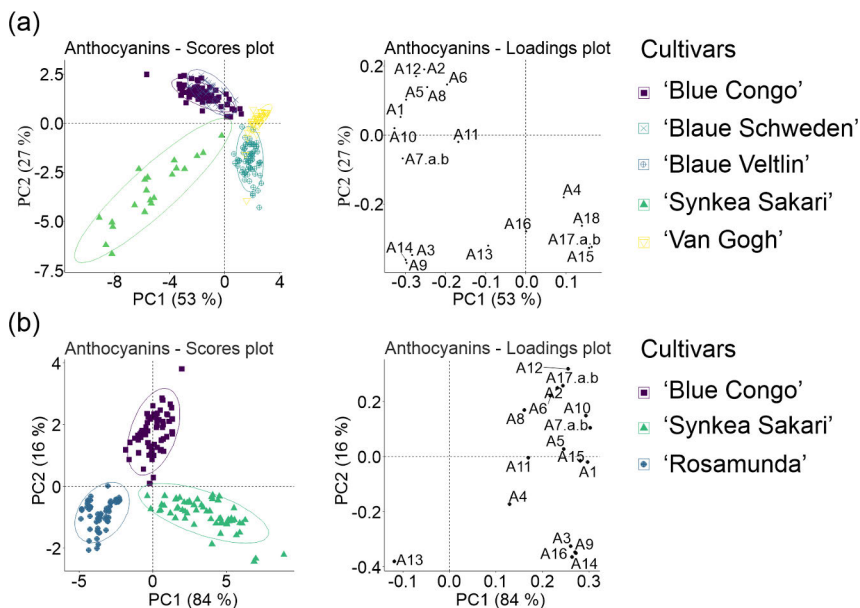 (a)
Anthocyanins - Scores plot
2.5
0.0
-2.5
-5.0
-7.5
PC2 (27 %)
-8
-4
0
4
PC1 (53 %)
Anthocyanins - Loadings plot
0.2
0.0
-0.2
PC2 (27 %)
A12
A2
A6
A5
A8
A1
A10
A11
A7.a.b
A4
A16
A18
A17.a.b
A15
A14
A3
A9
A13
-0.3
-0.2
-0.1
0.0
0.1
PC1 (53 %)
Cultivars
‘Blue Congo’
‘Blaue Schweden’
‘Blaue Veltlin’
‘Synkea Sakari’
‘Van Gogh’
(b)
Anthocyanins - Scores plot
4
2
0
-2
PC2 (16 %)
-5
0
5
PC1 (84 %)
Anthocyanins - Loadings plot
0.2
0.0
-0.2
-0.4
PC2 (16 %)
A12
A17.a.b
A2
A6
A10
A8
A7.a.b
A5
A15
A1
A11
A4
A3
A9
A16
A14
A13
-0.1
0.0
0.1
0.2
0.3
PC1 (84 %)
Cultivars
‘Blue Congo’
‘Synkea Sakari’
‘Rosamunda’